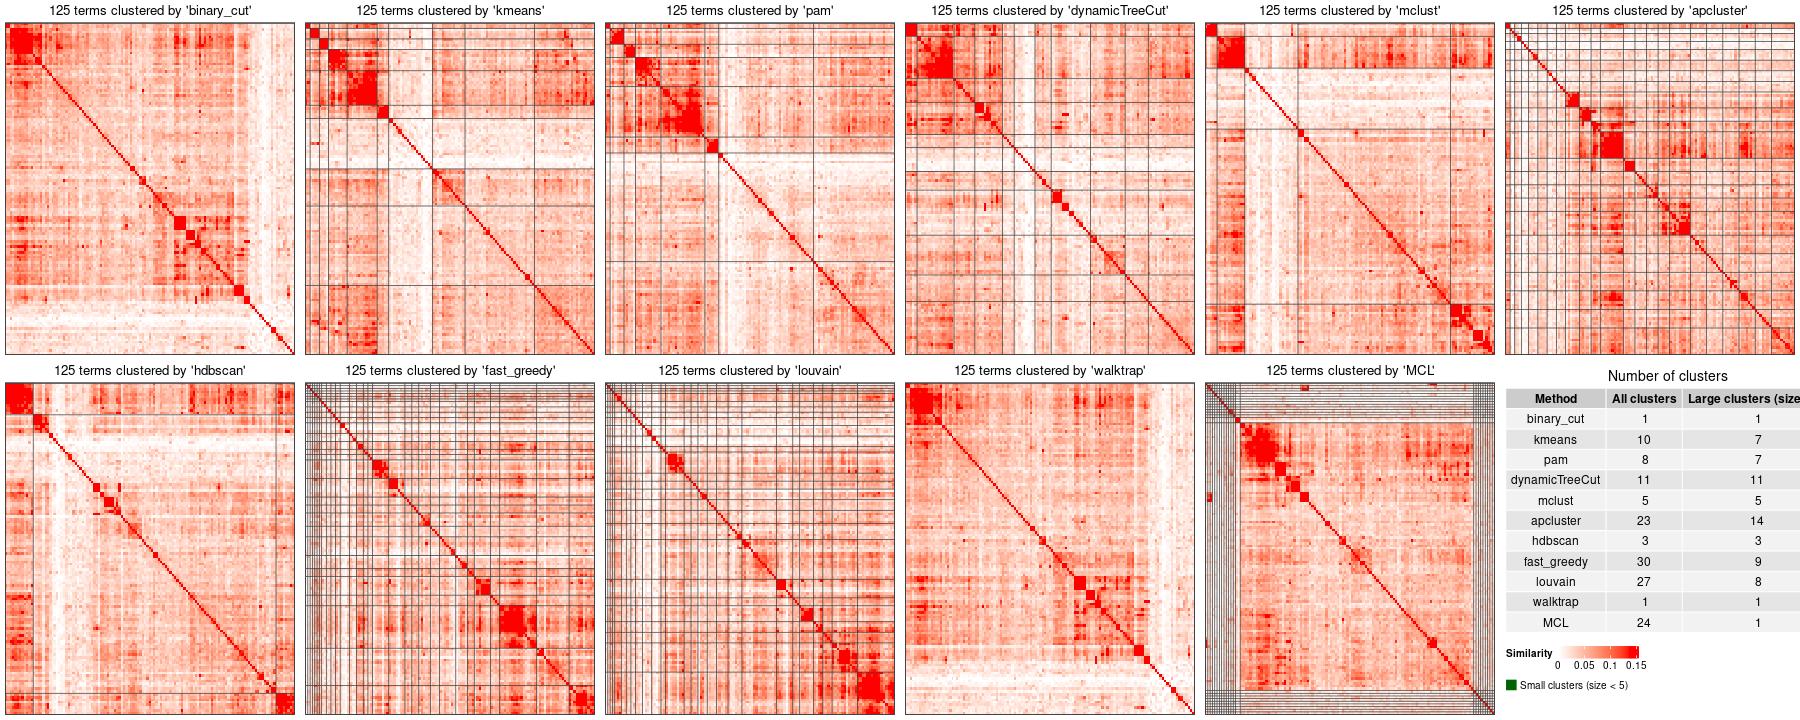 125 terms clustered by 'binary_cut'
125 terms clustered by 'kmeans'
125 terms clustered by 'pam'
125 terms clustered by 'dynamicTreeCut'
125 terms clustered by 'mclust'
125 terms clustered by 'apcluster'
125 terms clustered by 'hdbscan'
125 terms clustered by 'fast_greedy'
125 terms clustered by 'louvain'
125 terms clustered by 'walktrap'
125 terms clustered by 'MCL'
Number of clusters
Method All clusters Large clusters (size
binary_cut 1 1
kmeans 10 7
pam 8 7
dynamicTreeCut 11 11
mclust 5 5
apcluster 23 14
hdbscan 3 3
fast_greedy 30 9
louvain 27 8
walktrap 1 1
MCL 24 1
Similarity
0 0.05 0.1 0.15
Small clusters (size < 5)